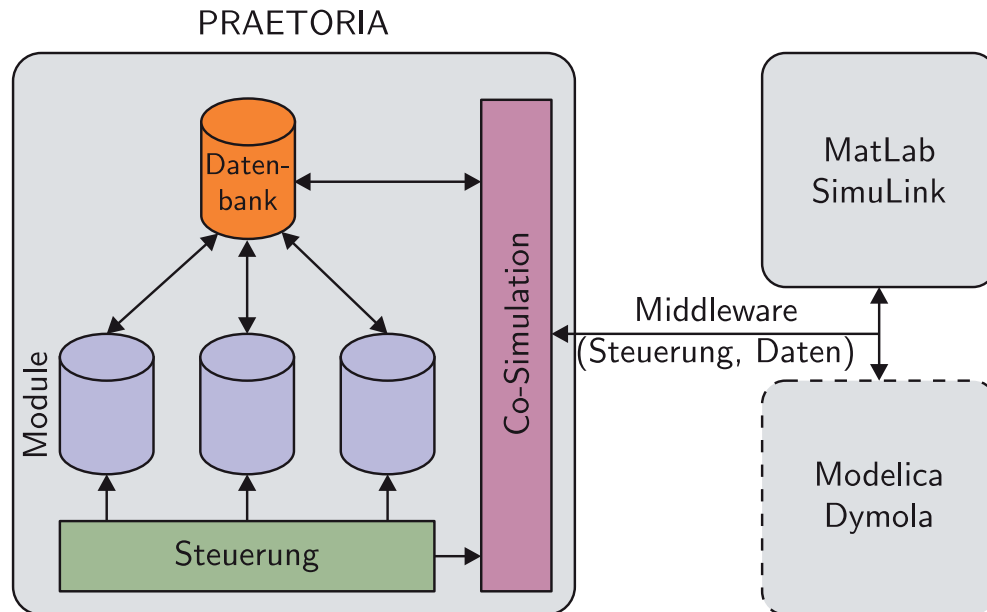 PRAETORIA
Daten-
bank
Module
Steuerung
Co-Simulation
Middleware
(Steuerung, Daten)
MatLab
SimuLink
Modelica
Dymola